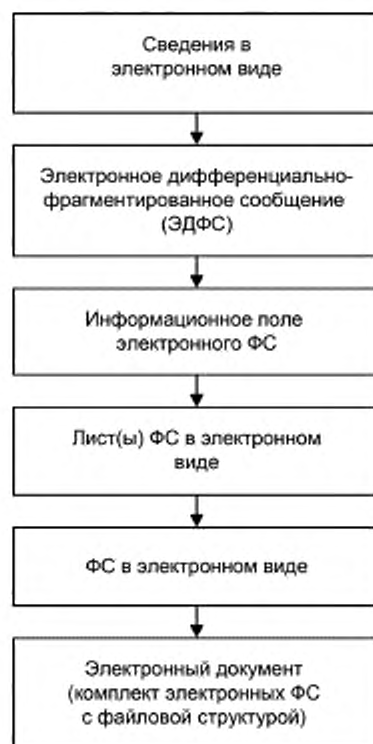 Сведения в
электронном виде
Электронное дифференциально-
фрагментированное сообщение
(ЭДФС)
Информационное поле
электронного ФС
Лист(ы) ФС в электронном
виде
ФС в электронном виде
Электронный документ
(комплект электронных ФС
с файловой структурой)